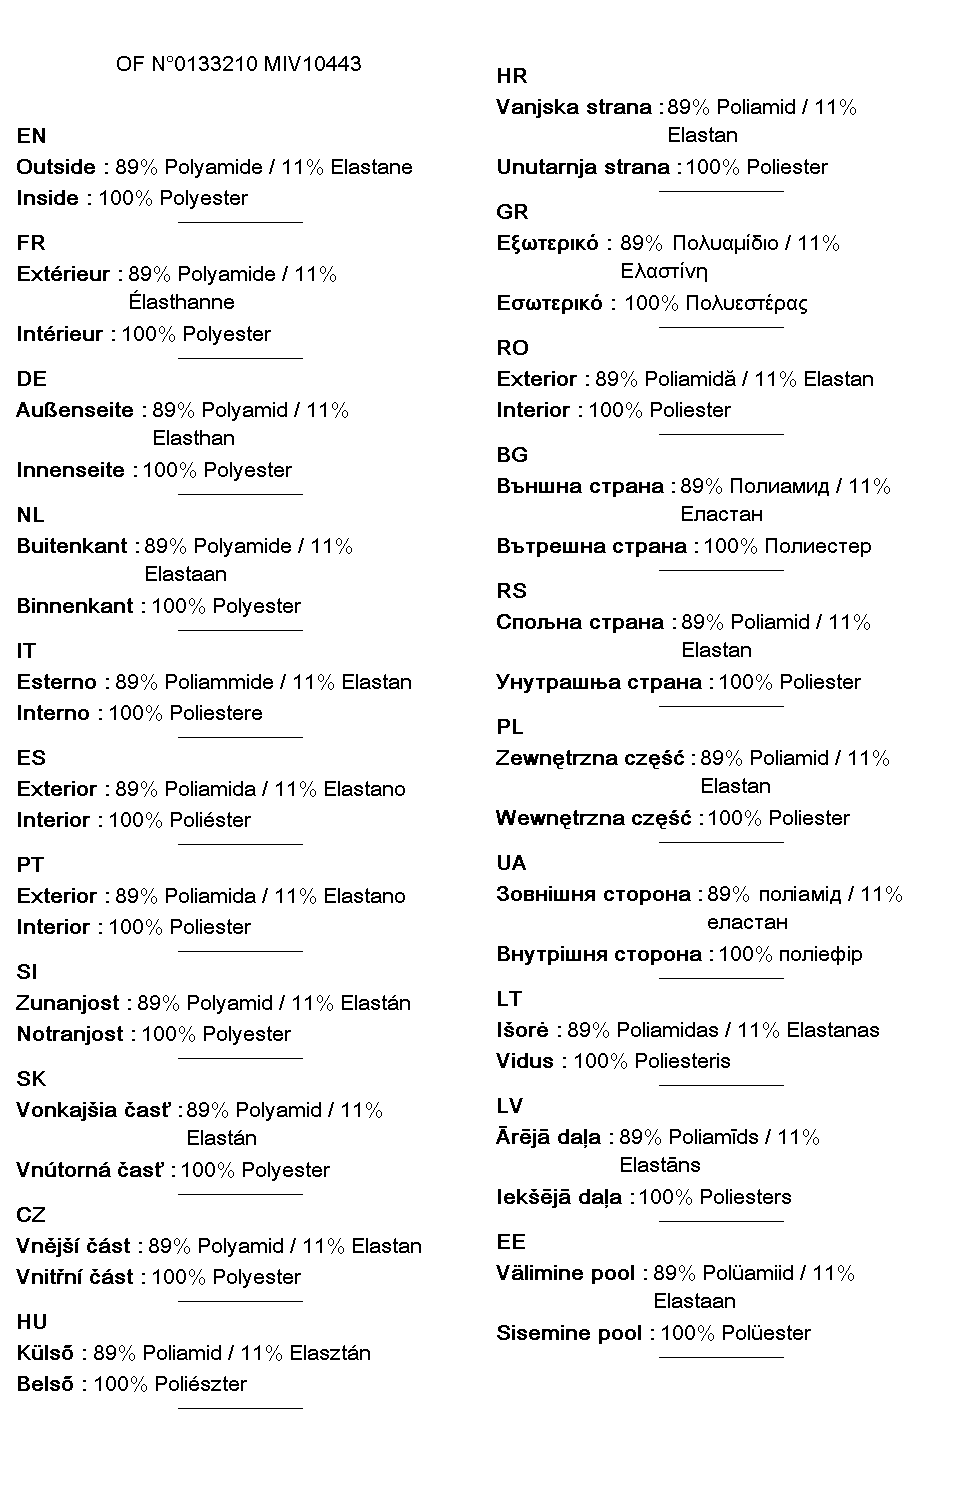 OF N°0133210 MIV10443
EN
Outside : 89% Polyamide / 11% Elastane
Inside : 100% Polyester
FR
Extérieur : 89% Polyamide / 11%
Élasthanne
Intérieur : 100% Polyester
DE
Außenseite : 89% Polyamid / 11%
Elasthan
Innenseite : 100% Polyester
NL
Buitenkant : 89% Polyamide / 11%
Elastaan
Binnenkant : 100% Polyester
IT
Esterno : 89% Poliammide / 11% Elastan
Interno : 100% Poliestere
ES
Exterior : 89% Poliamida / 11% Elastano
Interior : 100% Poliéster
PT
Exterior : 89% Poliamida / 11% Elastano
Interior : 100% Poliester
SI
Zunanjost : 89% Polyamid / 11% Elastán
Notranjost : 100% Polyester
SK
Vonkajšia časť : 89% Polyamid / 11%
Elastán
Vnútorná časť : 100% Polyester
CZ
Vnější část : 89% Polyamid / 11% Elastan
Vnitřní část : 100% Polyester
HU
Külsõ : 89% Poliamid / 11% Elasztán
Belsõ : 100% Poliészter
HR
Vanjska strana : 89% Poliamid / 11%
Elastan
Unutarnja strana : 100% Poliester
GR
Εξωτερικό : 89% Πολυαμίδιο / 11%
Ελαστίνη
Εσωτερικό : 100% Πολυεστέρας
RO
Exterior : 89% Poliamidă / 11% Elastan
Interior : 100% Poliester
BG
Външна страна : 89% Полиамид / 11%
Еластан
Вътрешна страна : 100% Полиестер
RS
Спољна страна : 89% Poliamid / 11%
Elastan
Унутрашња страна : 100% Poliester
PL
Zewnętrzna część : 89% Poliamid / 11%
Elastan
Wewnętrzna część : 100% Poliester
UA
Зовнішня сторона : 89% поліамід / 11%
еластан
Внутрішня сторона : 100% поліефір
LT
Išorė : 89% Poliamidas / 11% Elastanas
Vidus : 100% Poliesteris
LV
Ārējā daļa : 89% Poliamīds / 11%
Elastāns
Iekšējā daļa : 100% Poliesters
EE
Välimine pool : 89% Polüamiid / 11%
Elastaan
Sisemine pool : 100% Polüester